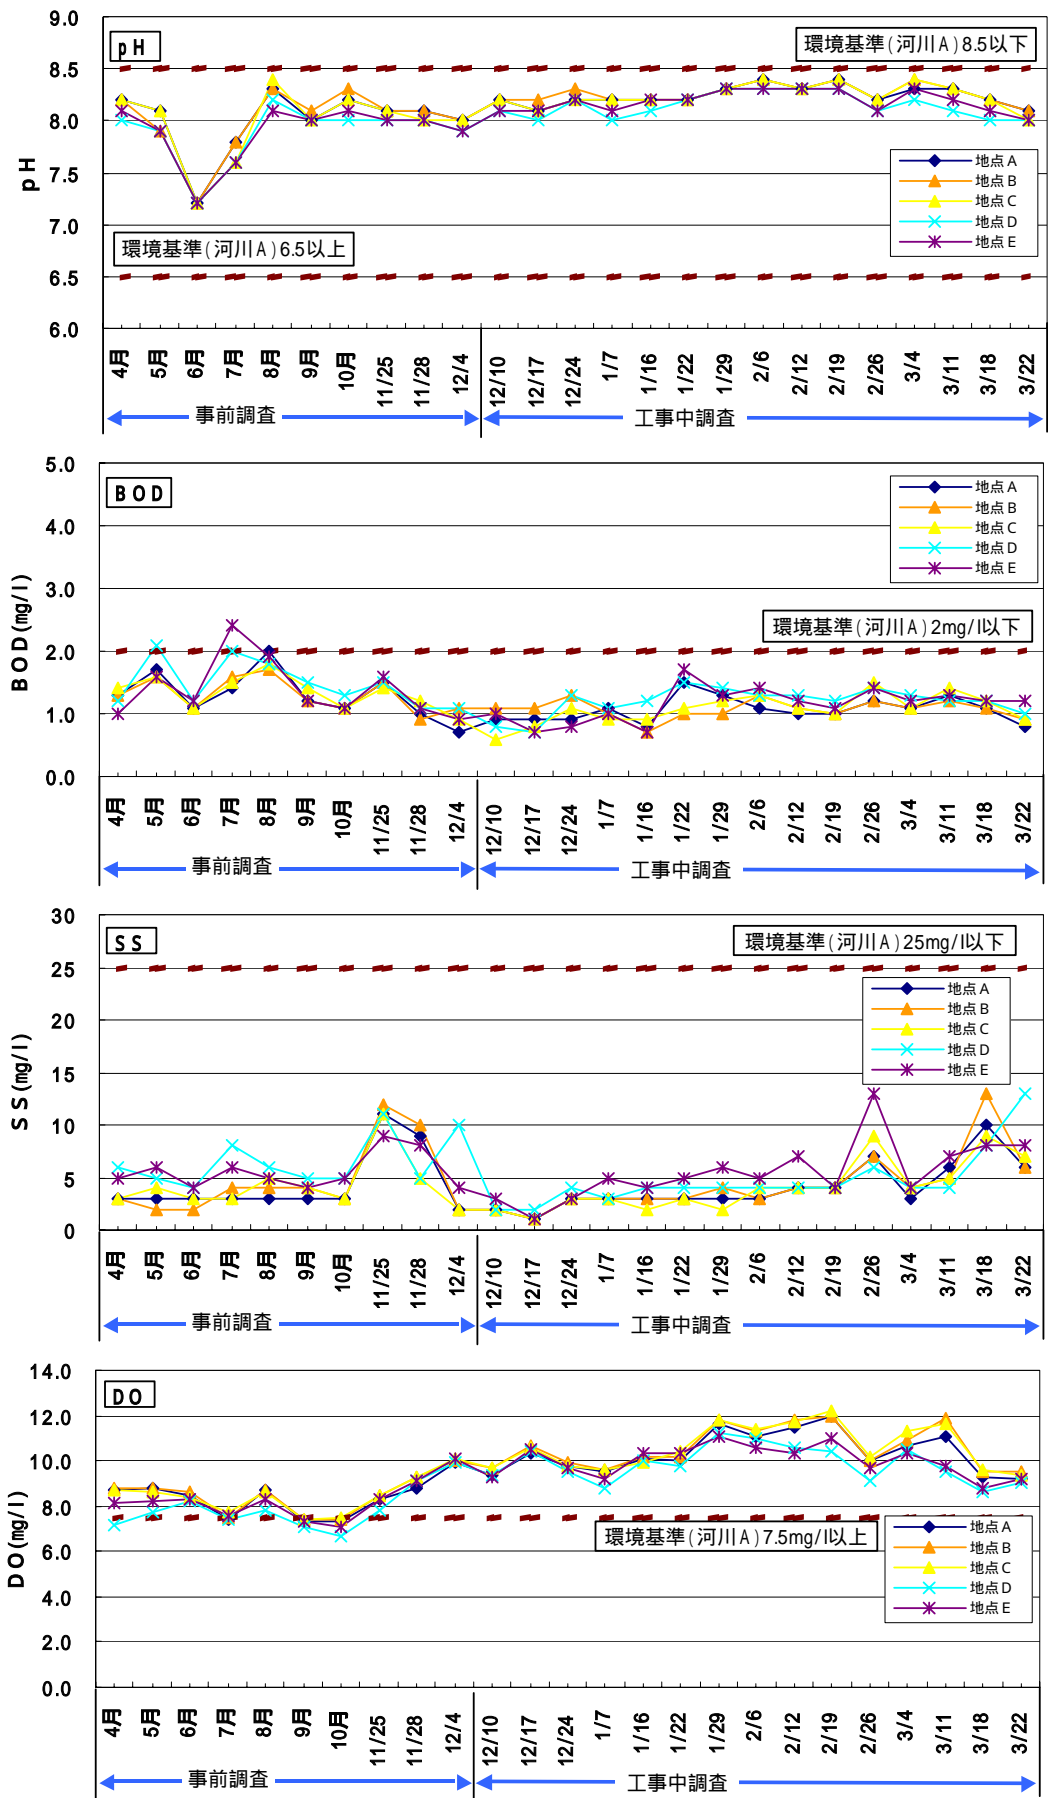 pH
環境基準(河川A)8.5以下
9.0
8.5
8.0
7.5
7.0
6.5
6.0
pH
地点A
地点B
地点C
地点D
地点E
環境基準(河川A)6.5以上
4月 5月 6月 7月 8月 9月 10月 11/25 11/28 12/4 12/10 12/17 12/24 1/7 1/16 1/22 1/29 2/6 2/12 2/19 2/26 3/4 3/11 3/18 3/22
事前調査 工事中調査
BOD
5.0
4.0
3.0
2.0
1.0
0.0
BOD(mg/l)
地点A
地点B
地点C
地点D
地点E
環境基準(河川A)2mg/l以下
4月 5月 6月 7月 8月 9月 10月 11/25 11/28 12/4 12/10 12/17 12/24 1/7 1/16 1/22 1/29 2/6 2/12 2/19 2/26 3/4 3/11 3/18 3/22
事前調査 工事中調査
SS
環境基準(河川A)25mg/l以下
30
25
20
15
10
5
0
SS(mg/l)
地点A
地点B
地点C
地点D
地点E
4月 5月 6月 7月 8月 9月 10月 11/25 11/28 12/4 12/10 12/17 12/24 1/7 1/16 1/22 1/29 2/6 2/12 2/19 2/26 3/4 3/11 3/18 3/22
事前調査 工事中調査
DO
14.0
12.0
10.0
8.0
6.0
4.0
2.0
0.0
DO(mg/l)
環境基準(河川A)7.5mg/l以上
地点A
地点B
地点C
地点D
地点E
4月 5月 6月 7月 8月 9月 10月 11/25 11/28 12/4 12/10 12/17 12/24 1/7 1/16 1/22 1/29 2/6 2/12 2/19 2/26 3/4 3/11 3/18 3/22
事前調査 工事中調査